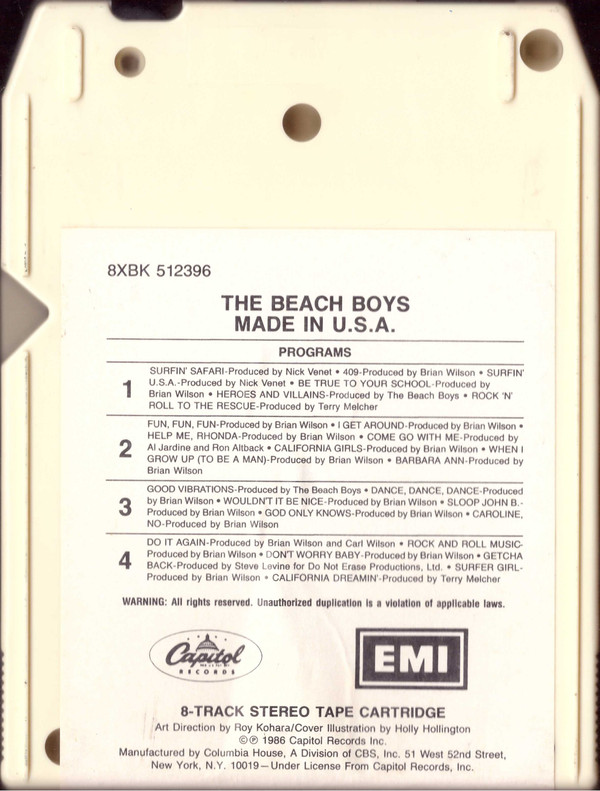 8XBK 512396
THE BEACH BOYS
MADE IN U.S.A.
PROGRAMS
1
SURFIN' SAFARI-Produced by Nick Venet • 409-Produced by Brian Wilson • SURFIN'
U.S.A.-Produced by Nick Venet • BE TRUE TO YOUR SCHOOL-Produced by
Brian Wilson • HEROES AND VILLAINS-Produced by The Beach Boys • ROCK 'N'
ROLL TO THE RESCUE-Produced by Terry Melcher
2
FUN, FUN, FUN-Produced by Brian Wilson • I GET AROUND-Produced by Brian Wilson •
HELP ME, RHONDA-Produced by Brian Wilson • COME GO WITH ME-Produced by
Al Jardine and Ron Altback • CALIFORNIA GIRLS-Produced by Brian Wilson • WHEN I
GROW UP (TO BE A MAN)-Produced by Brian Wilson • BARBARA ANN-Produced by
Brian Wilson
3
GOOD VIBRATIONS-Produced by The Beach Boys • DANCE, DANCE, DANCE-Produced
by Brian Wilson • WOULDN'T IT BE NICE-Produced by Brian Wilson • SLOOP JOHN B.-
Produced by Brian Wilson • GOD ONLY KNOWS-Produced by Brian Wilson • CAROLINE,
NO-Produced by Brian Wilson
4
DO IT AGAIN-Produced by Brian Wilson and Carl Wilson • ROCK AND ROLL MUSIC-
Produced by Brian Wilson • DON'T WORRY BABY-Produced by Brian Wilson • GETCHA
BACK-Produced by Steve Levine for Do Not Erase Productions, Ltd. • SURFER GIRL-
Produced by Brian Wilson • CALIFORNIA DREAMIN'-Produced by Terry Melcher
WARNING: All rights reserved. Unauthorized duplication is a violation of applicable laws.
Capitol
RECORDS
EMI
8-TRACK STEREO TAPE CARTRIDGE
Art Direction by Roy Kohara/Cover Illustration by Holly Hollington
©℗ 1986 Capitol Records Inc.
Manufactured by Columbia House, A Division of CBS, Inc. 51 West 52nd Street,
New York, N.Y. 10019—Under License From Capitol Records, Inc.